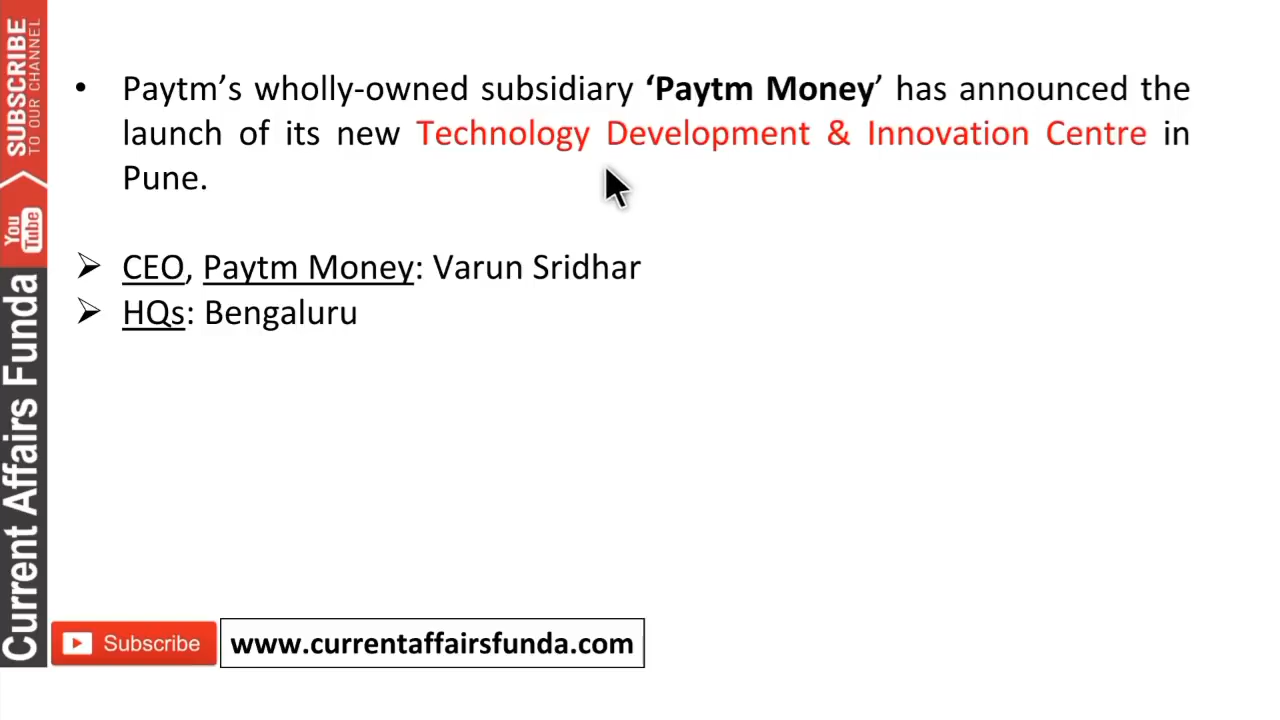 SUBSCRIBE
TO OUR CHANNEL
You
Tube
Current Affairs Funda
• Paytm’s wholly-owned subsidiary ‘Paytm Money’ has announced the
launch of its new Technology Development & Innovation Centre in
Pune.
➢ CEO, Paytm Money: Varun Sridhar
➢ HQs: Bengaluru
Subscribe
www.currentaffairsfunda.com